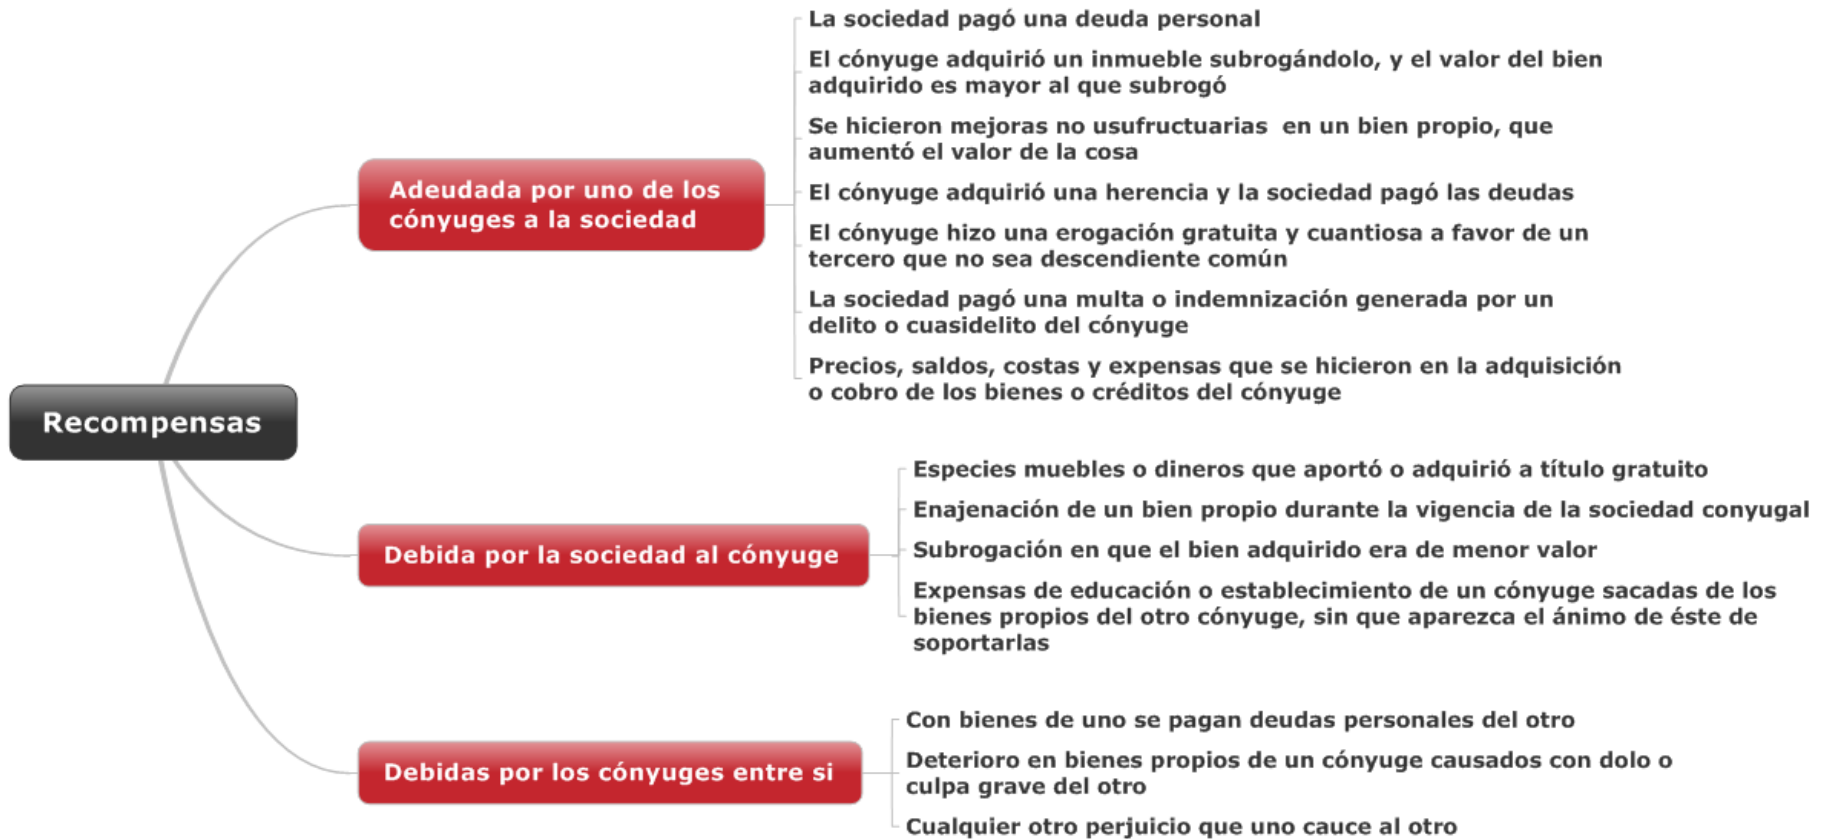 Recompensas
Adeudada por uno de los
cónyuges a la sociedad
La sociedad pagó una deuda personal
El cónyuge adquirió un inmueble subrogándolo, y el valor del bien
adquirido es mayor al que subrogó
Se hicieron mejoras no usufructuarias en un bien propio, que
aumentó el valor de la cosa
El cónyuge adquirió una herencia y la sociedad pagó las deudas
El cónyuge hizo una erogación gratuita y cuantiosa a favor de un
tercero que no sea descendiente común
La sociedad pagó una multa o indemnización generada por un
delito o cuasidelito del cónyuge
Precios, saldos, costas y expensas que se hicieron en la adquisición
o cobro de los bienes o créditos del cónyuge
Debida por la sociedad al cónyuge
Especies muebles o dineros que aportó o adquirió a título gratuito
Enajenación de un bien propio durante la vigencia de la sociedad conyugal
Subrogación en que el bien adquirido era de menor valor
Expensas de educación o establecimiento de un cónyuge sacadas de los
bienes propios del otro cónyuge, sin que aparezca el ánimo de éste de
soportarlas
Debidas por los cónyuges entre si
Con bienes de uno se pagan deudas personales del otro
Deterioro en bienes propios de un cónyuge causados con dolo o
culpa grave del otro
Cualquier otro perjuicio que uno cauce al otro